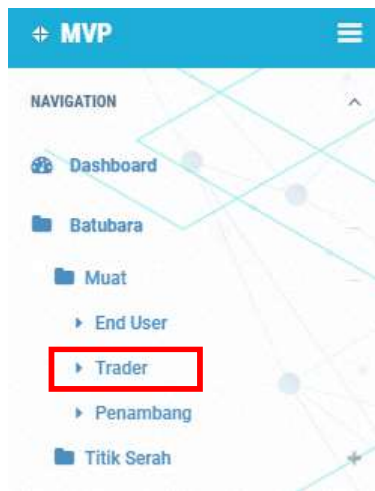 MVP
NAVIGATION
Dashboard
Batubara
Muat
End User
Trader
Penambang
Titik Serah